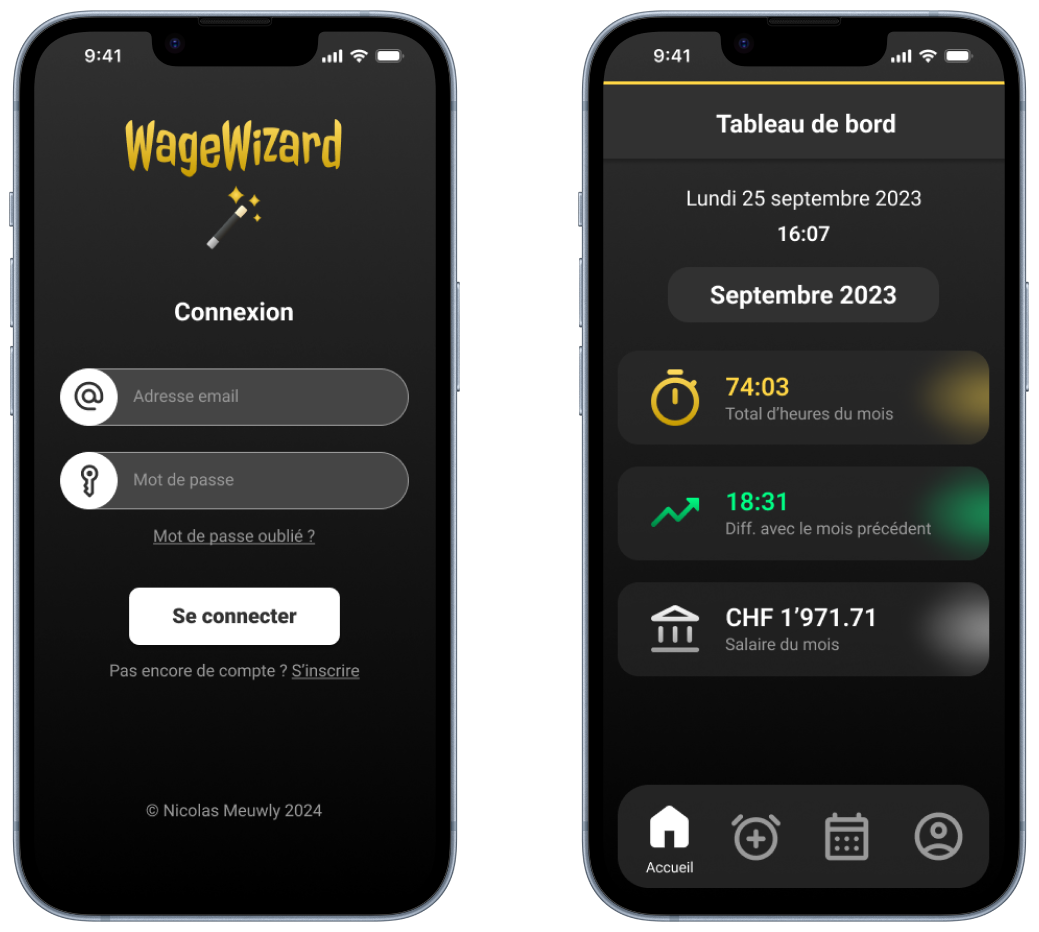 9:41
WageWizard
Connexion
Adresse email
Mot de passe
Mot de passe oublié ?
Se connecter
Pas encore de compte ? S'inscrire
© Nicolas Meuwly 2024
9:41
Tableau de bord
Lundi 25 septembre 2023
16:07
Septembre 2023
74:03
Total d'heures du mois
18:31
Diff. avec le mois précédent
CHF 1'971.71
Salaire du mois
Accueil